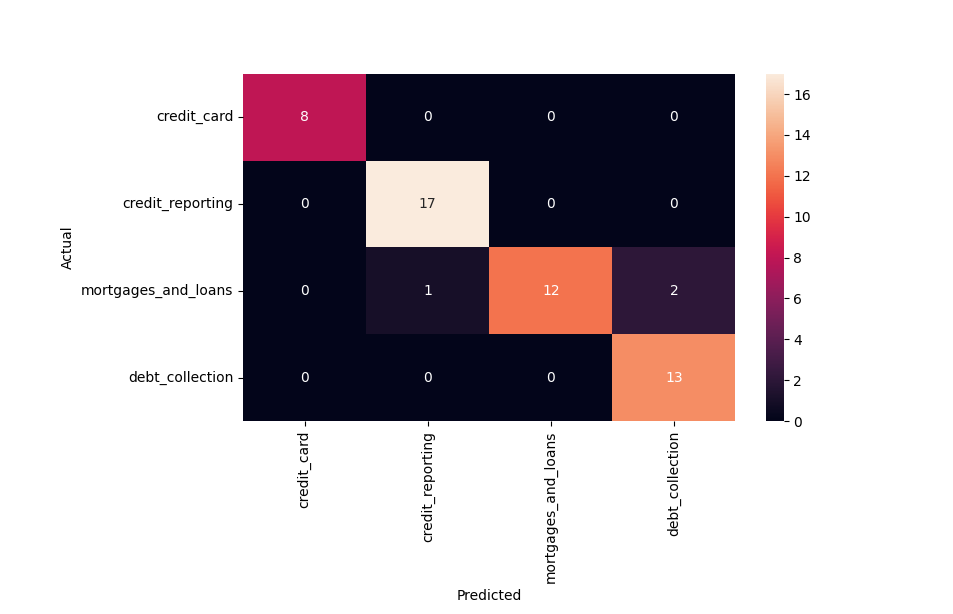 credit_card 8 0 0 0
credit_reporting 0 17 0 0
mortgages_and_loans 0 1 12 2
debt_collection 0 0 0 13
Actual
credit_card
credit_reporting
mortgages_and_loans
debt_collection
Predicted
16
14
12
10
8
6
4
2
0